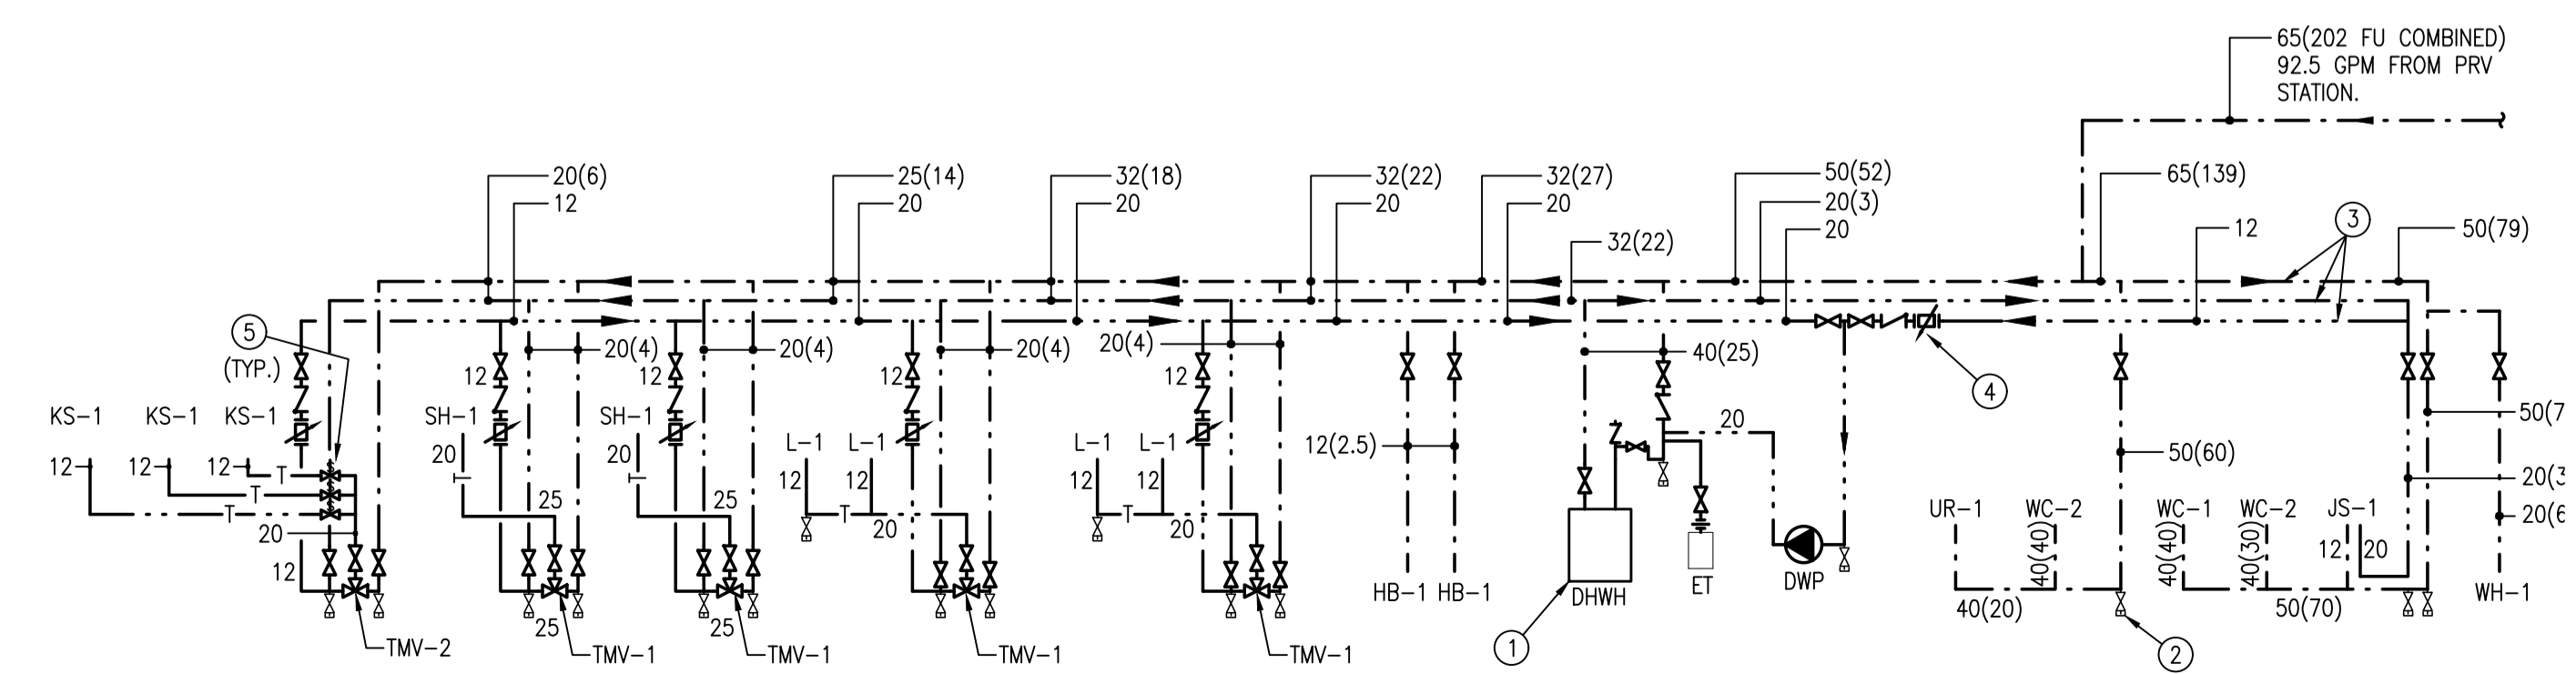 65(202 FU COMBINED)
92.5 GPM FROM PRV
STATION.
20(6)
12
25(14)
20
32(18)
20
32(22)
20
32(27)
20
32(22)
50(52)
20(3)
20
65(139)
12
3
50(79)
5
(TYP.)
12
20(4)
12
20(4)
12
20(4)
20(4)
12
40(25)
4
KS-1
KS-1
KS-1
SH-1
SH-1
L-1
L-1
L-1
L-1
12
12
12
T
T
T
20
12
20
T
25
20
T
25
12
12
T
20
12
12
T
20
12(2.5)
20
50(60)
50(7
20(3
20(6
UR-1
WC-2
WC-1
WC-2
JS-1
40(40)
40(40)
40(30)
12
20
S
S
S
25
25
HB-1
HB-1
DHWH
ET
DWP
40(20)
50(70)
WH-1
TMV-2
TMV-1
TMV-1
TMV-1
TMV-1
1
2